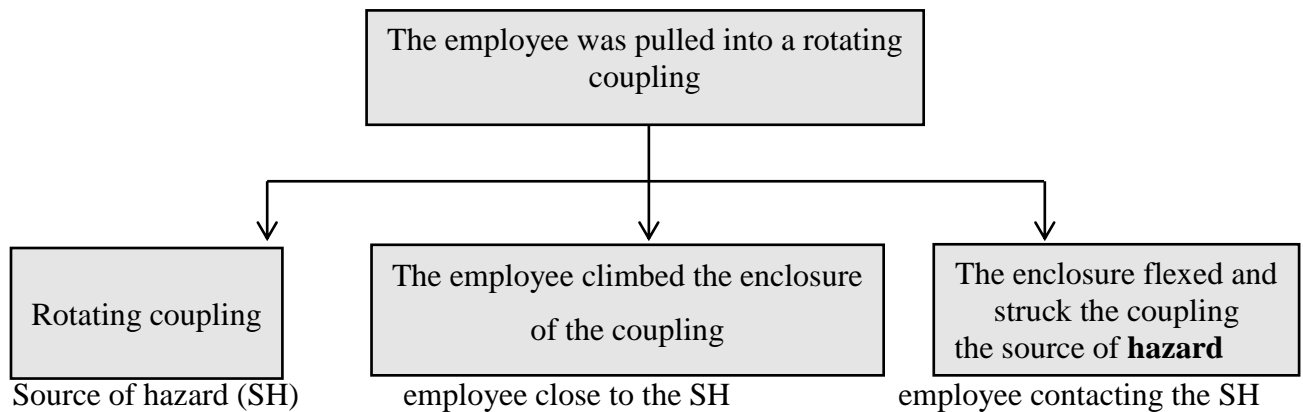 The employee was pulled into a rotating
coupling
Rotating coupling
The employee climbed the enclosure
of the coupling
The enclosure flexed and
struck the coupling
the source of hazard
Source of hazard (SH)
employee close to the SH
employee contacting the SH